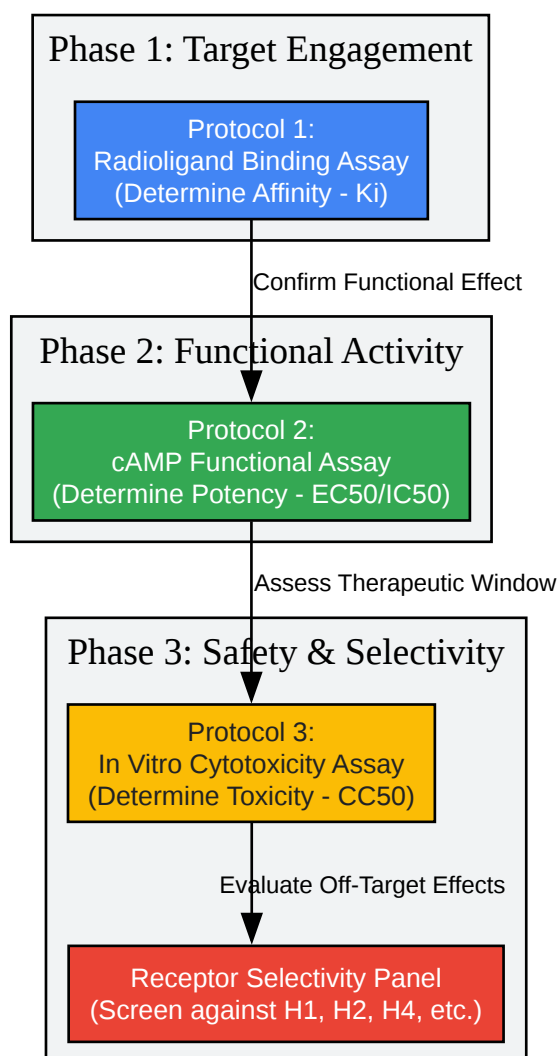 Phase 1: Target Engagement
Protocol 1:
Radioligand Binding Assay
(Determine Affinity - Ki)
Confirm Functional Effect
Phase 2: Functional Activity
Protocol 2:
cAMP Functional Assay
(Determine Potency - EC50/IC50)
Assess Therapeutic Window
Phase 3: Safety & Selectivity
Protocol 3:
In Vitro Cytotoxicity Assay
(Determine Toxicity - CC50)
Evaluate Off-Target Effects
Receptor Selectivity Panel
(Screen against H1, H2, H4, etc.)